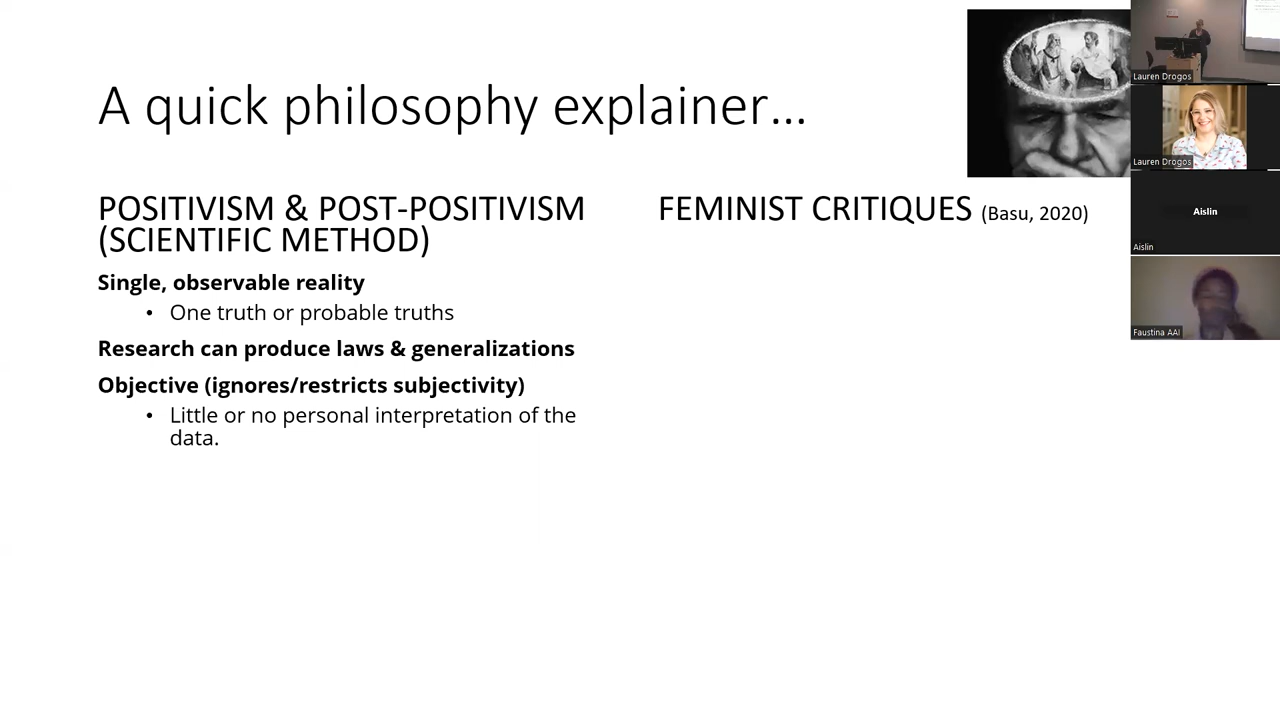 A quick philosophy explainer...
POSITIVISM & POST-POSITIVISM
(SCIENTIFIC METHOD)
Single, observable reality
• One truth or probable truths
Research can produce laws & generalizations
Objective (ignores/restricts subjectivity)
• Little or no personal interpretation of the
data.
FEMINIST CRITIQUES (Basu, 2020)
Lauren Drogos
Lauren Drogos
Aislin
Aislin
Faustina AAI